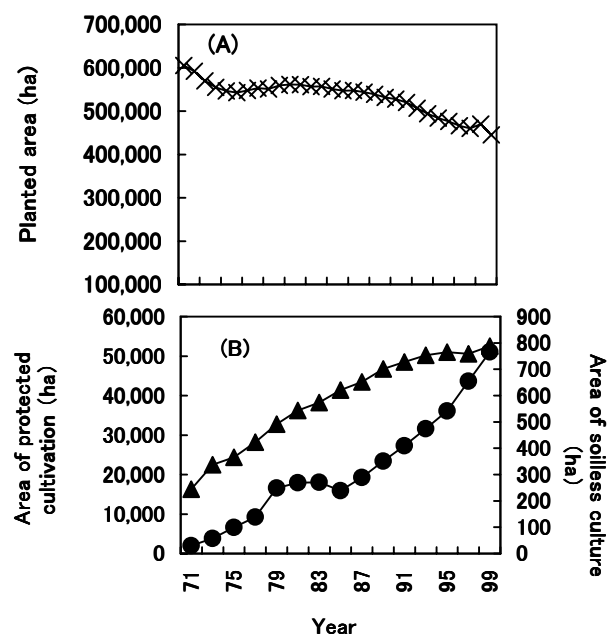 700,000
600,000
500,000
400,000
300,000
200,000
100,000
Planted area (ha)
(A)
60,000
50,000
40,000
30,000
20,000
10,000
0
Area of protected
cultivation (ha)
(B)
900
800
700
600
500
400
300
200
100
0
Area of soilless culture
(ha)
71 75 79 83 87 91 95 99
Year